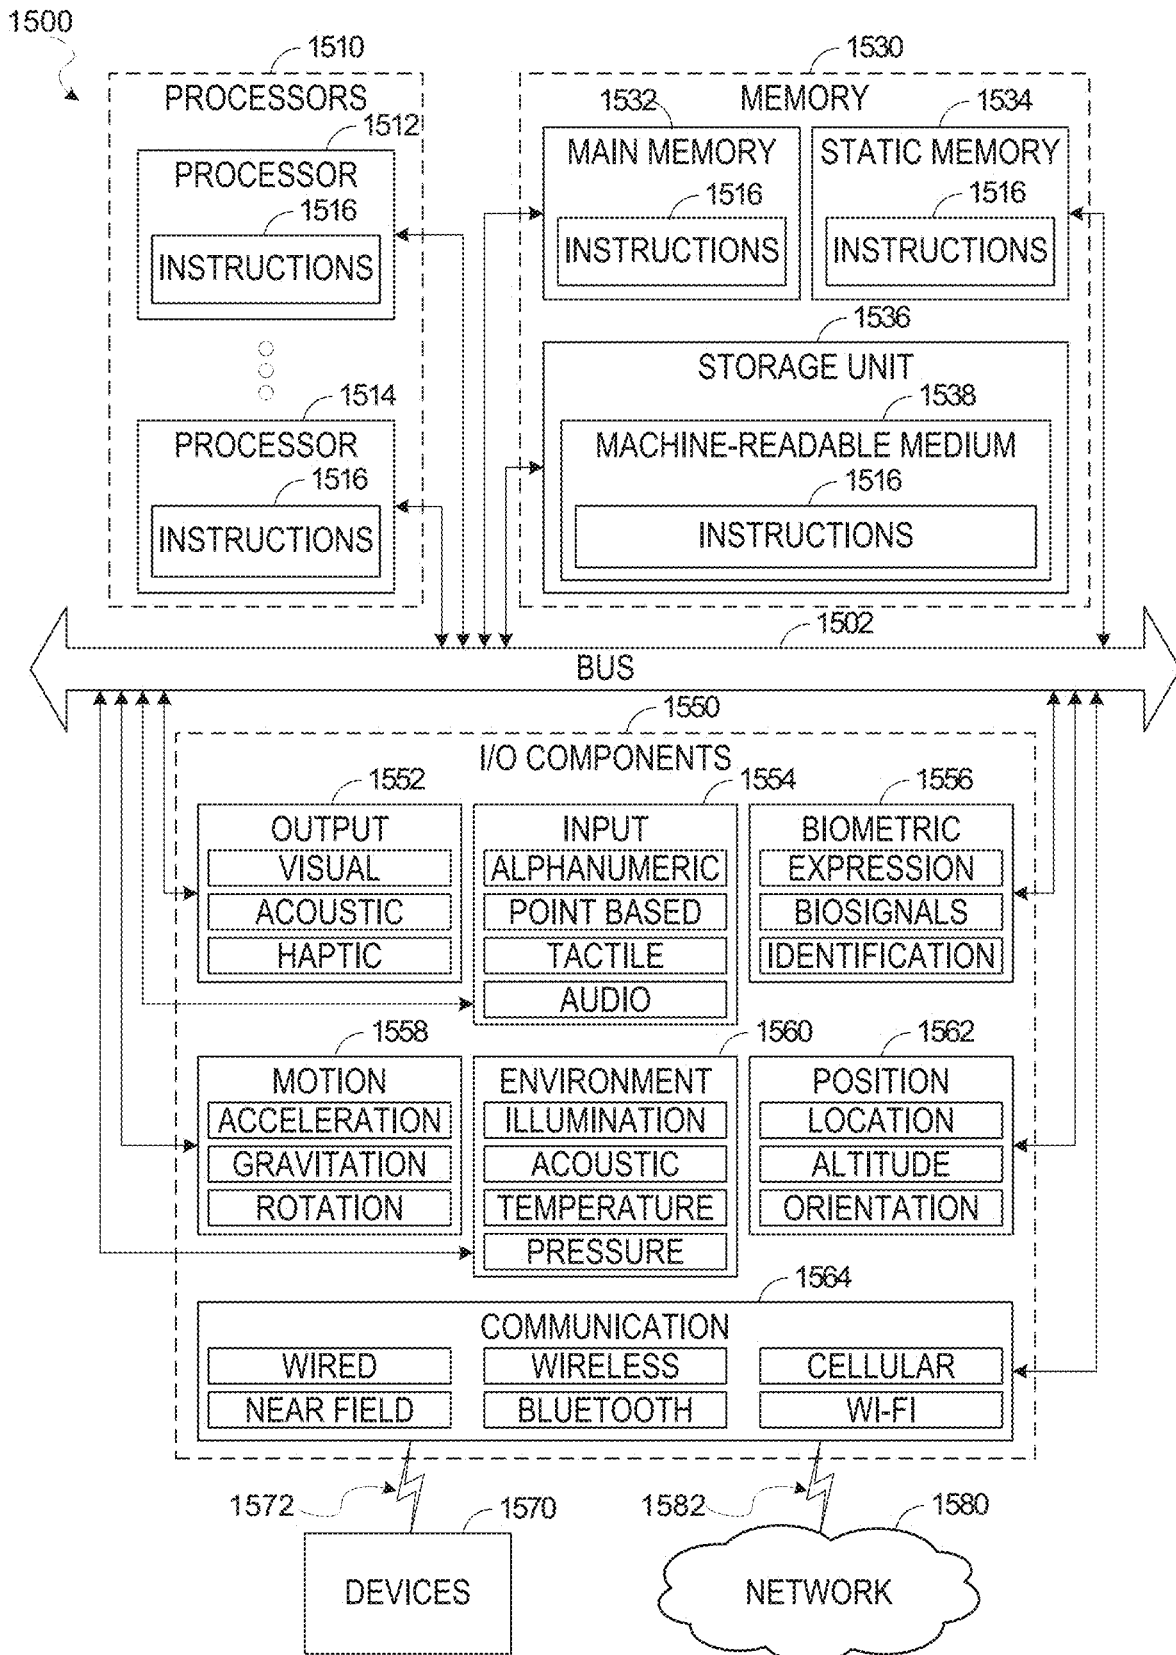 1500
1510
PROCESSORS
1512
PROCESSOR
1516
INSTRUCTIONS
1514
PROCESSOR
1516
INSTRUCTIONS
1530
MEMORY
1532
MAIN MEMORY
1516
INSTRUCTIONS
1534
STATIC MEMORY
1516
INSTRUCTIONS
1536
STORAGE UNIT
1538
MACHINE-READABLE MEDIUM
1516
INSTRUCTIONS
1502
BUS
1550
I/O COMPONENTS
1552
OUTPUT
VISUAL
ACOUSTIC
HAPTIC
1554
INPUT
ALPHANUMERIC
POINT BASED
TACTILE
AUDIO
1556
BIOMETRIC
EXPRESSION
BIOSIGNALS
IDENTIFICATION
1558
MOTION
ACCELERATION
GRAVITATION
ROTATION
1560
ENVIRONMENT
ILLUMINATION
ACOUSTIC
TEMPERATURE
PRESSURE
1562
POSITION
LOCATION
ALTITUDE
ORIENTATION
1564
COMMUNICATION
WIRED
WIRELESS
CELLULAR
NEAR FIELD
BLUETOOTH
WI-FI
1572
1570
DEVICES
1582
1580
NETWORK